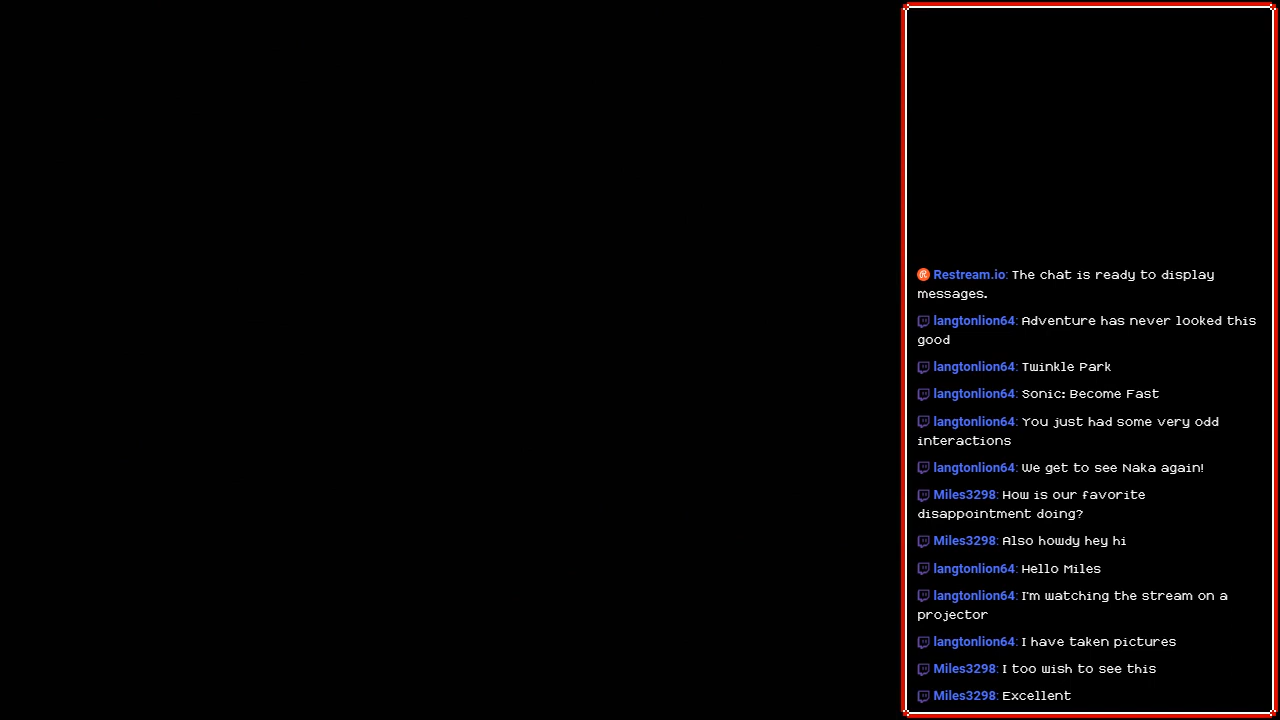 Restream.io: The chat is ready to display
messages.
langtonlion64: Adventure has never looked this
good
langtonlion64: Twinkle Park
langtonlion64: Sonic: Become Fast
langtonlion64: You just had some very odd
interactions
langtonlion64: We get to see Naka again!
Miles3298: How is our favorite
disappointment doing?
Miles3298: Also howdy hey hi
langtonlion64: Hello Miles
langtonlion64: I'm watching the stream on a
projector
langtonlion64: I have taken pictures
Miles3298: I too wish to see this
Miles3298: Excellent